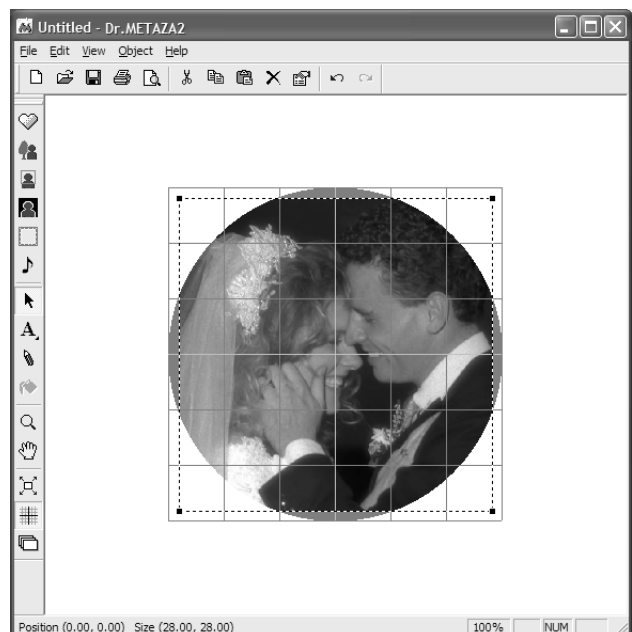 Untitled - Dr.METAZA2
File Edit View Object Help
A
Position (0.00, 0.00) Size (28.00, 28.00) 100% NUM